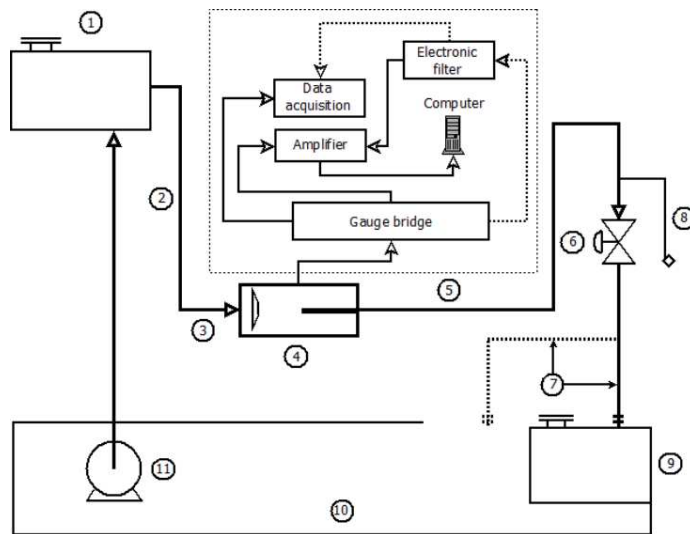 1
Electronic
filter
Data
acquisition
Computer
Amplifier
2
8
Gauge bridge
6
5
3
4
7
9
11
10